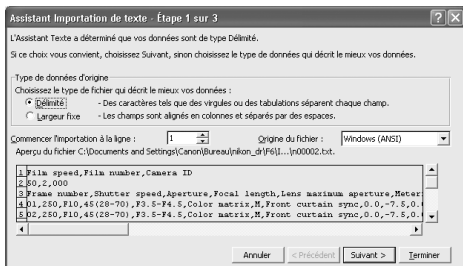 Assistant Importation de texte - Étape 1 sur 3
L'Assistant Texte a déterminé que vos données sont de type Délimité.
Si ce choix vous convient, choisissez Suivant, sinon choisissez le type de données qui décrit le mieux vos données.
Type de données d'origine
Choisissez le type de fichier qui décrit le mieux vos données :
Délimité - Des caractères tels que des virgules ou des tabulations séparent chaque champ.
Largeur fixe - Les champs sont alignés en colonnes et séparés par des espaces.
Commencer l'importation à la ligne : 1 Origine du fichier : Windows (ANSI)
Aperçu du fichier C:\Documents and Settings\Canon\Bureau\nikon_dr\F6\I...\n00002.txt.
1 Film speed,Film number,Camera ID
2 50,2,000
3 Frame number,Shutter speed,Aperture,Focal length,Lens maximum aperture,Meter
4 01,250,F10,45(28-70),F3.5-F4.5,Color matrix,M,Front curtain sync,0.0,-7.5,0.
5 02,250,F10,45(28-70),F3.5-F4.5,Color matrix,M,Front curtain sync,0.0,-7.5,0.
Annuler < Précédent Suivant > Terminer